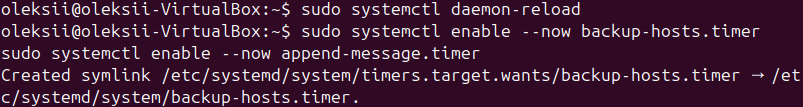 oleksii@oleksii-VirtualBox:~$ sudo systemctl daemon-reload
oleksii@oleksii-VirtualBox:~$ sudo systemctl enable --now backup-hosts.timer
sudo systemctl enable --now append-message.timer
Created symlink /etc/systemd/system/timers.target.wants/backup-hosts.timer → /et
c/systemd/system/backup-hosts.timer.